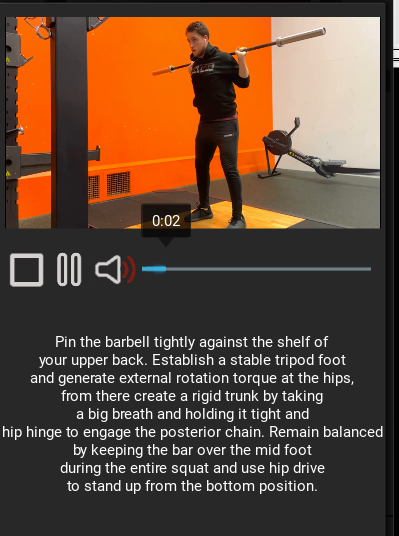 0:02
Pin the barbell tightly against the shelf of
your upper back. Establish a stable tripod foot
and generate external rotation torque at the hips,
from there create a rigid trunk by taking
a big breath and holding it tight and
hip hinge to engage the posterior chain. Remain balanced
by keeping the bar over the mid foot
during the entire squat and use hip drive
to stand up from the bottom position.